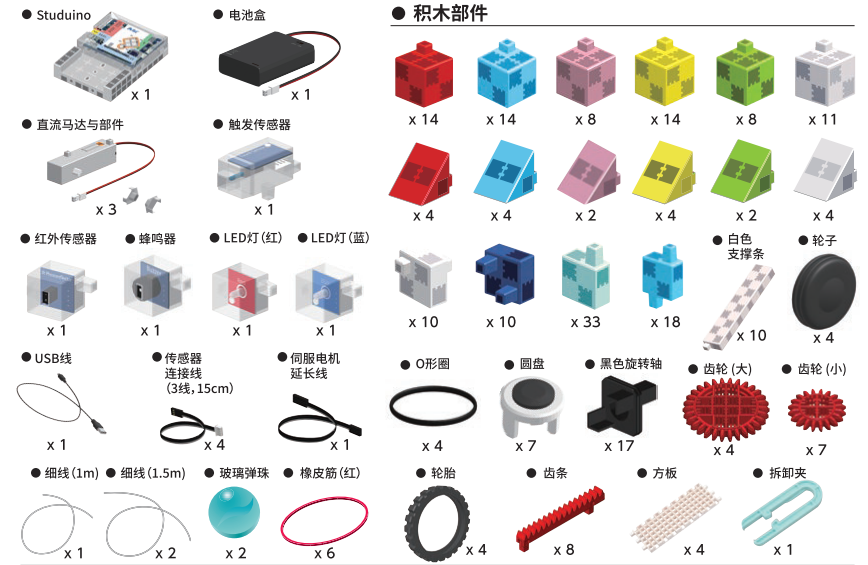 ● Studuino
x 1
● 电池盒
x 1
● 直流马达与部件
x 3
● 触发传感器
x 1
● 红外传感器
x 1
● 蜂鸣器
x 1
● LED灯（红）
x 1
● LED灯（蓝）
x 1
● USB线
x 1
● 传感器
连接线
（3线，15cm）
x 4
● 伺服电机
延长线
x 1
● 细线（1m）
x 1
● 细线（1.5m）
x 2
● 玻璃弹珠
x 2
● 橡皮筋（红）
x 6
● 积木部件
x 14
x 14
x 8
x 14
x 8
x 11
x 4
x 4
x 2
x 4
x 2
x 4
x 10
x 10
x 33
x 18
● 白色
支撑条
x 10
● 轮子
x 4
● O形圈
x 4
● 圆盘
x 7
● 黑色旋转轴
x 17
● 齿轮 (大)
x 4
● 齿轮 (小)
x 7
● 轮胎
x 4
● 齿条
x 8
● 方板
x 4
● 拆卸夹
x 1